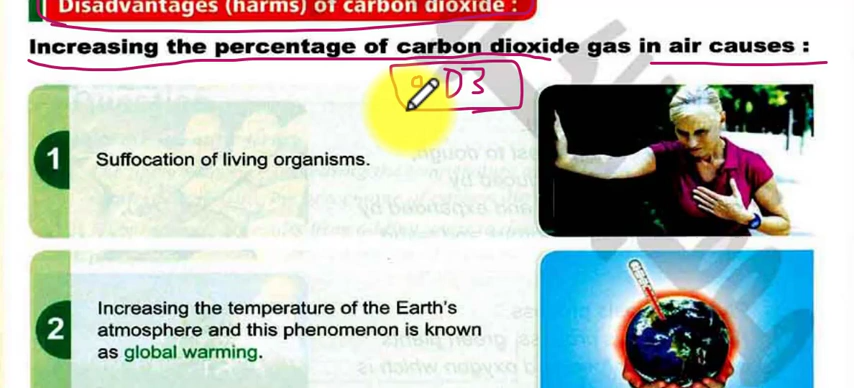 Disadvantages (harms) of carbon dioxide :
Increasing the percentage of carbon dioxide gas in air causes :
1
Suffocation of living organisms.
2
Increasing the temperature of the Earth's
atmosphere and this phenomenon is known
as global warming.